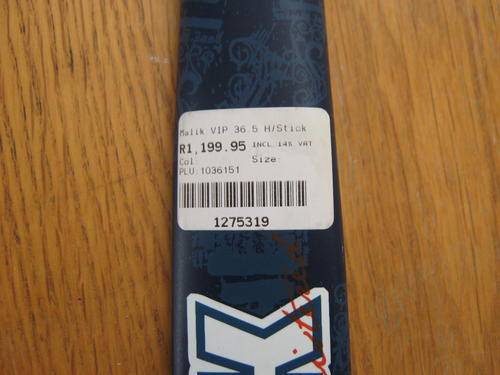 Malik VIP 36.5 H/Stick
R1,199.95 INCL 14% VAT
Col: Size:
PLU:1036151
1275319